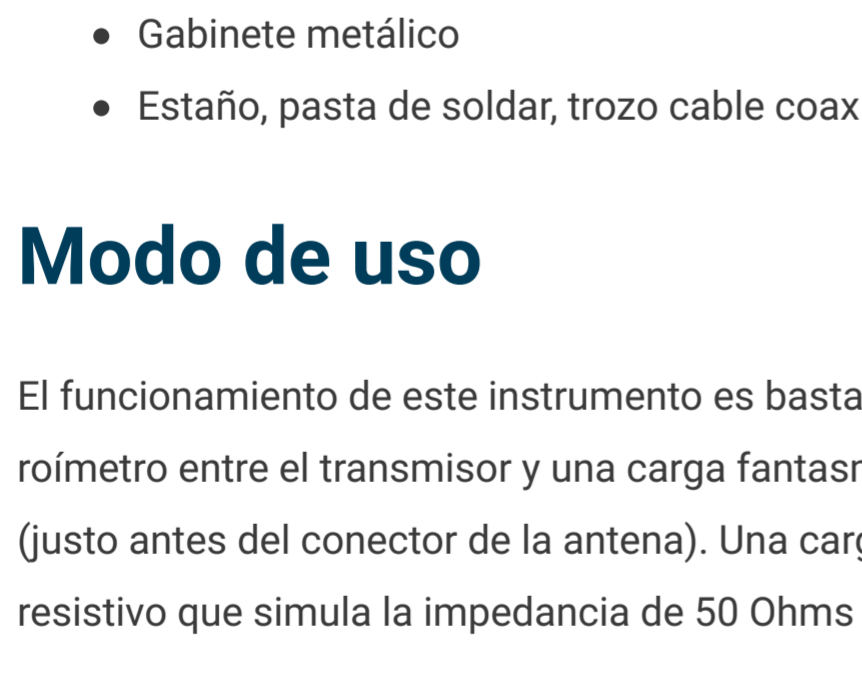 • Gabinete metálico
• Estaño, pasta de soldar, trozo cable coax
Modo de uso
El funcionamiento de este instrumento es basta
roímetro entre el transmisor y una carga
(justo antes del conector de la antena). Una
resistivo que simula la impedancia de 50 Ohms